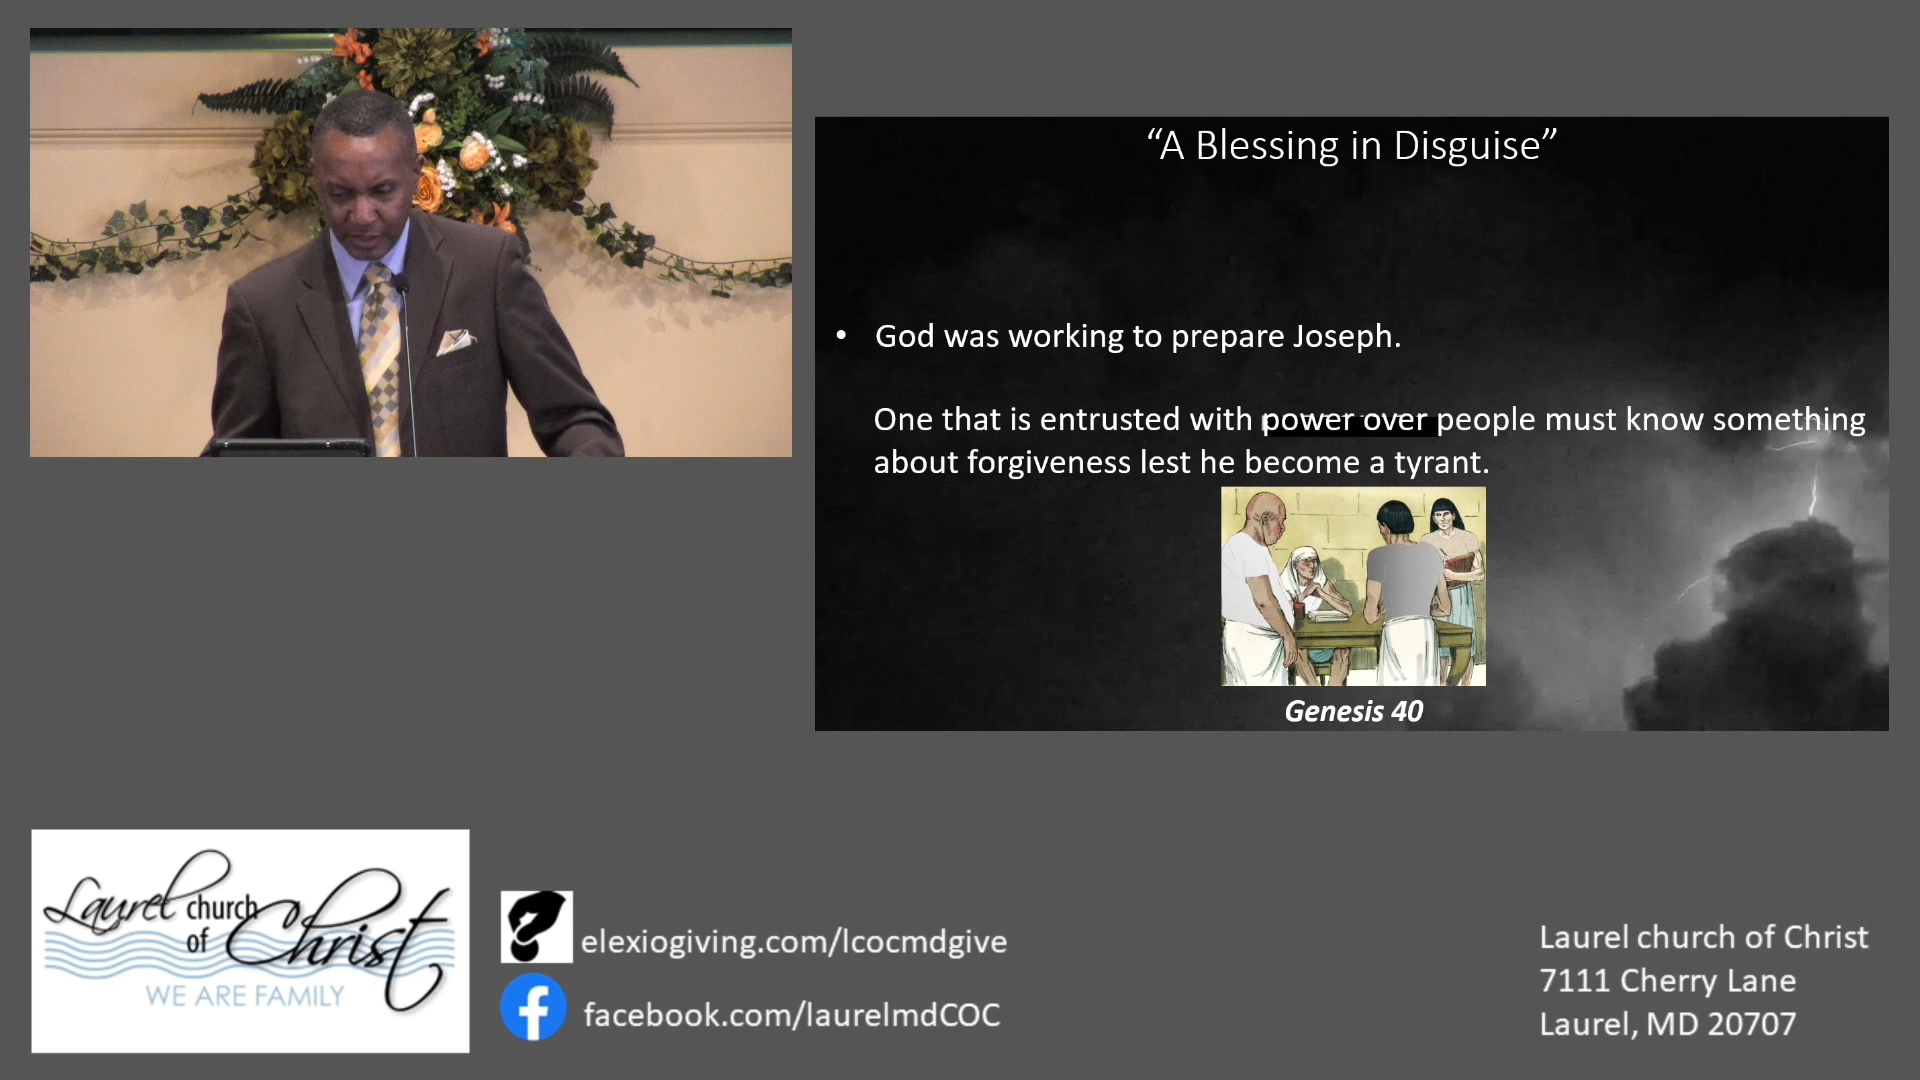 “A Blessing in Disguise”
• God was working to prepare Joseph.
One that is entrusted with power over people must know something
about forgiveness lest he become a tyrant.
Genesis 40
Laurel church
of Christ
WE ARE FAMILY
elexiogiving.com/lcocmdgive
facebook.com/laurelmdCOC
Laurel church of Christ
7111 Cherry Lane
Laurel, MD 20707